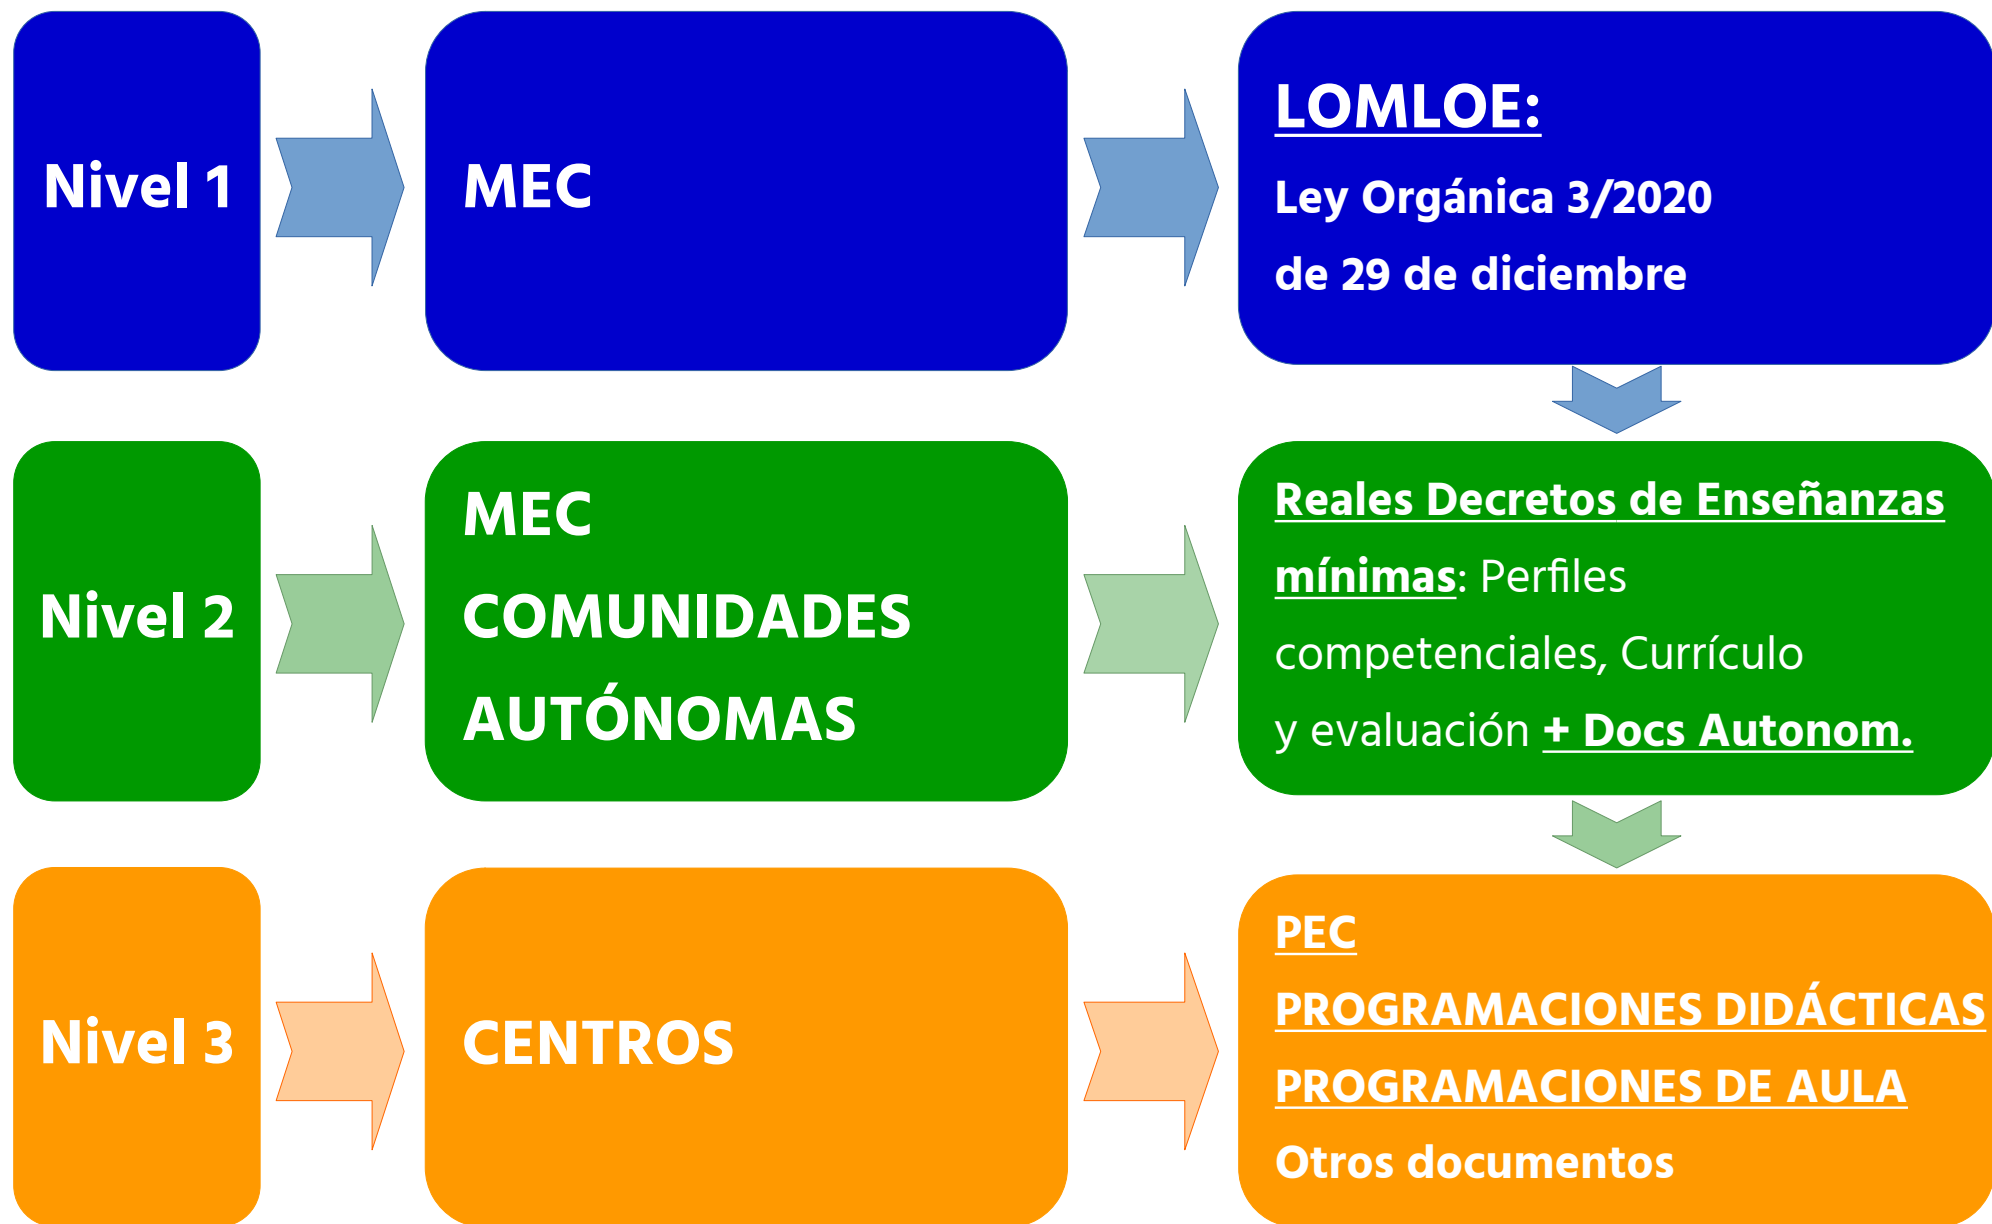 Nivel 1
MEC
LOMLOE:
Ley Orgánica 3/2020
de 29 de diciembre
Nivel 2
MEC
COMUNIDADES
AUTÓNOMAS
Reales Decretos de Enseñanzas
mínimas: Perfiles
competenciales, Currículo
y evaluación + Docs Autonom.
Nivel 3
CENTROS
PEC
PROGRAMACIONES DIDÁCTICAS
PROGRAMACIONES DE AULA
Otros documentos